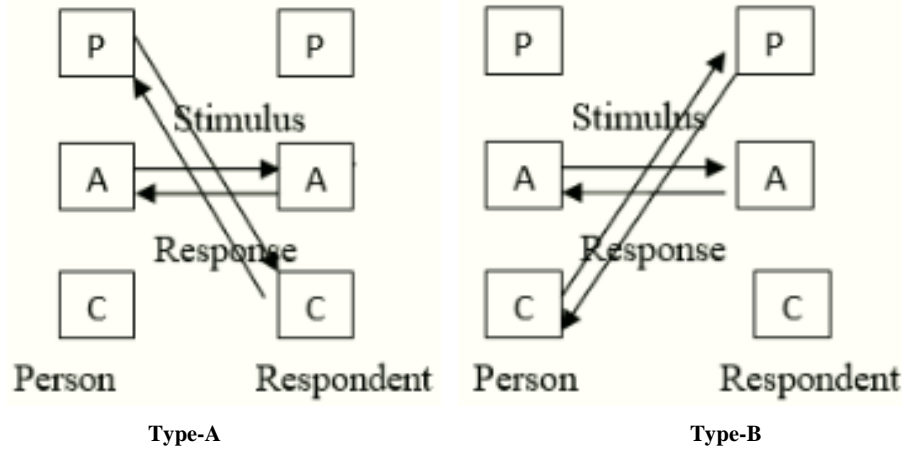 P P P P
Stimulus Stimulus
A A A A
Response Response
C C C C
Person Respondent Person Respondent
Type-A Type-B